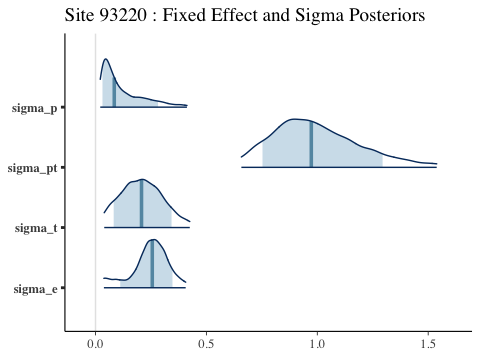 Site 93220 : Fixed Effect and Sigma Posteriors
sigma_p
sigma_pt
sigma_t
sigma_e
0.0 0.5 1.0 1.5